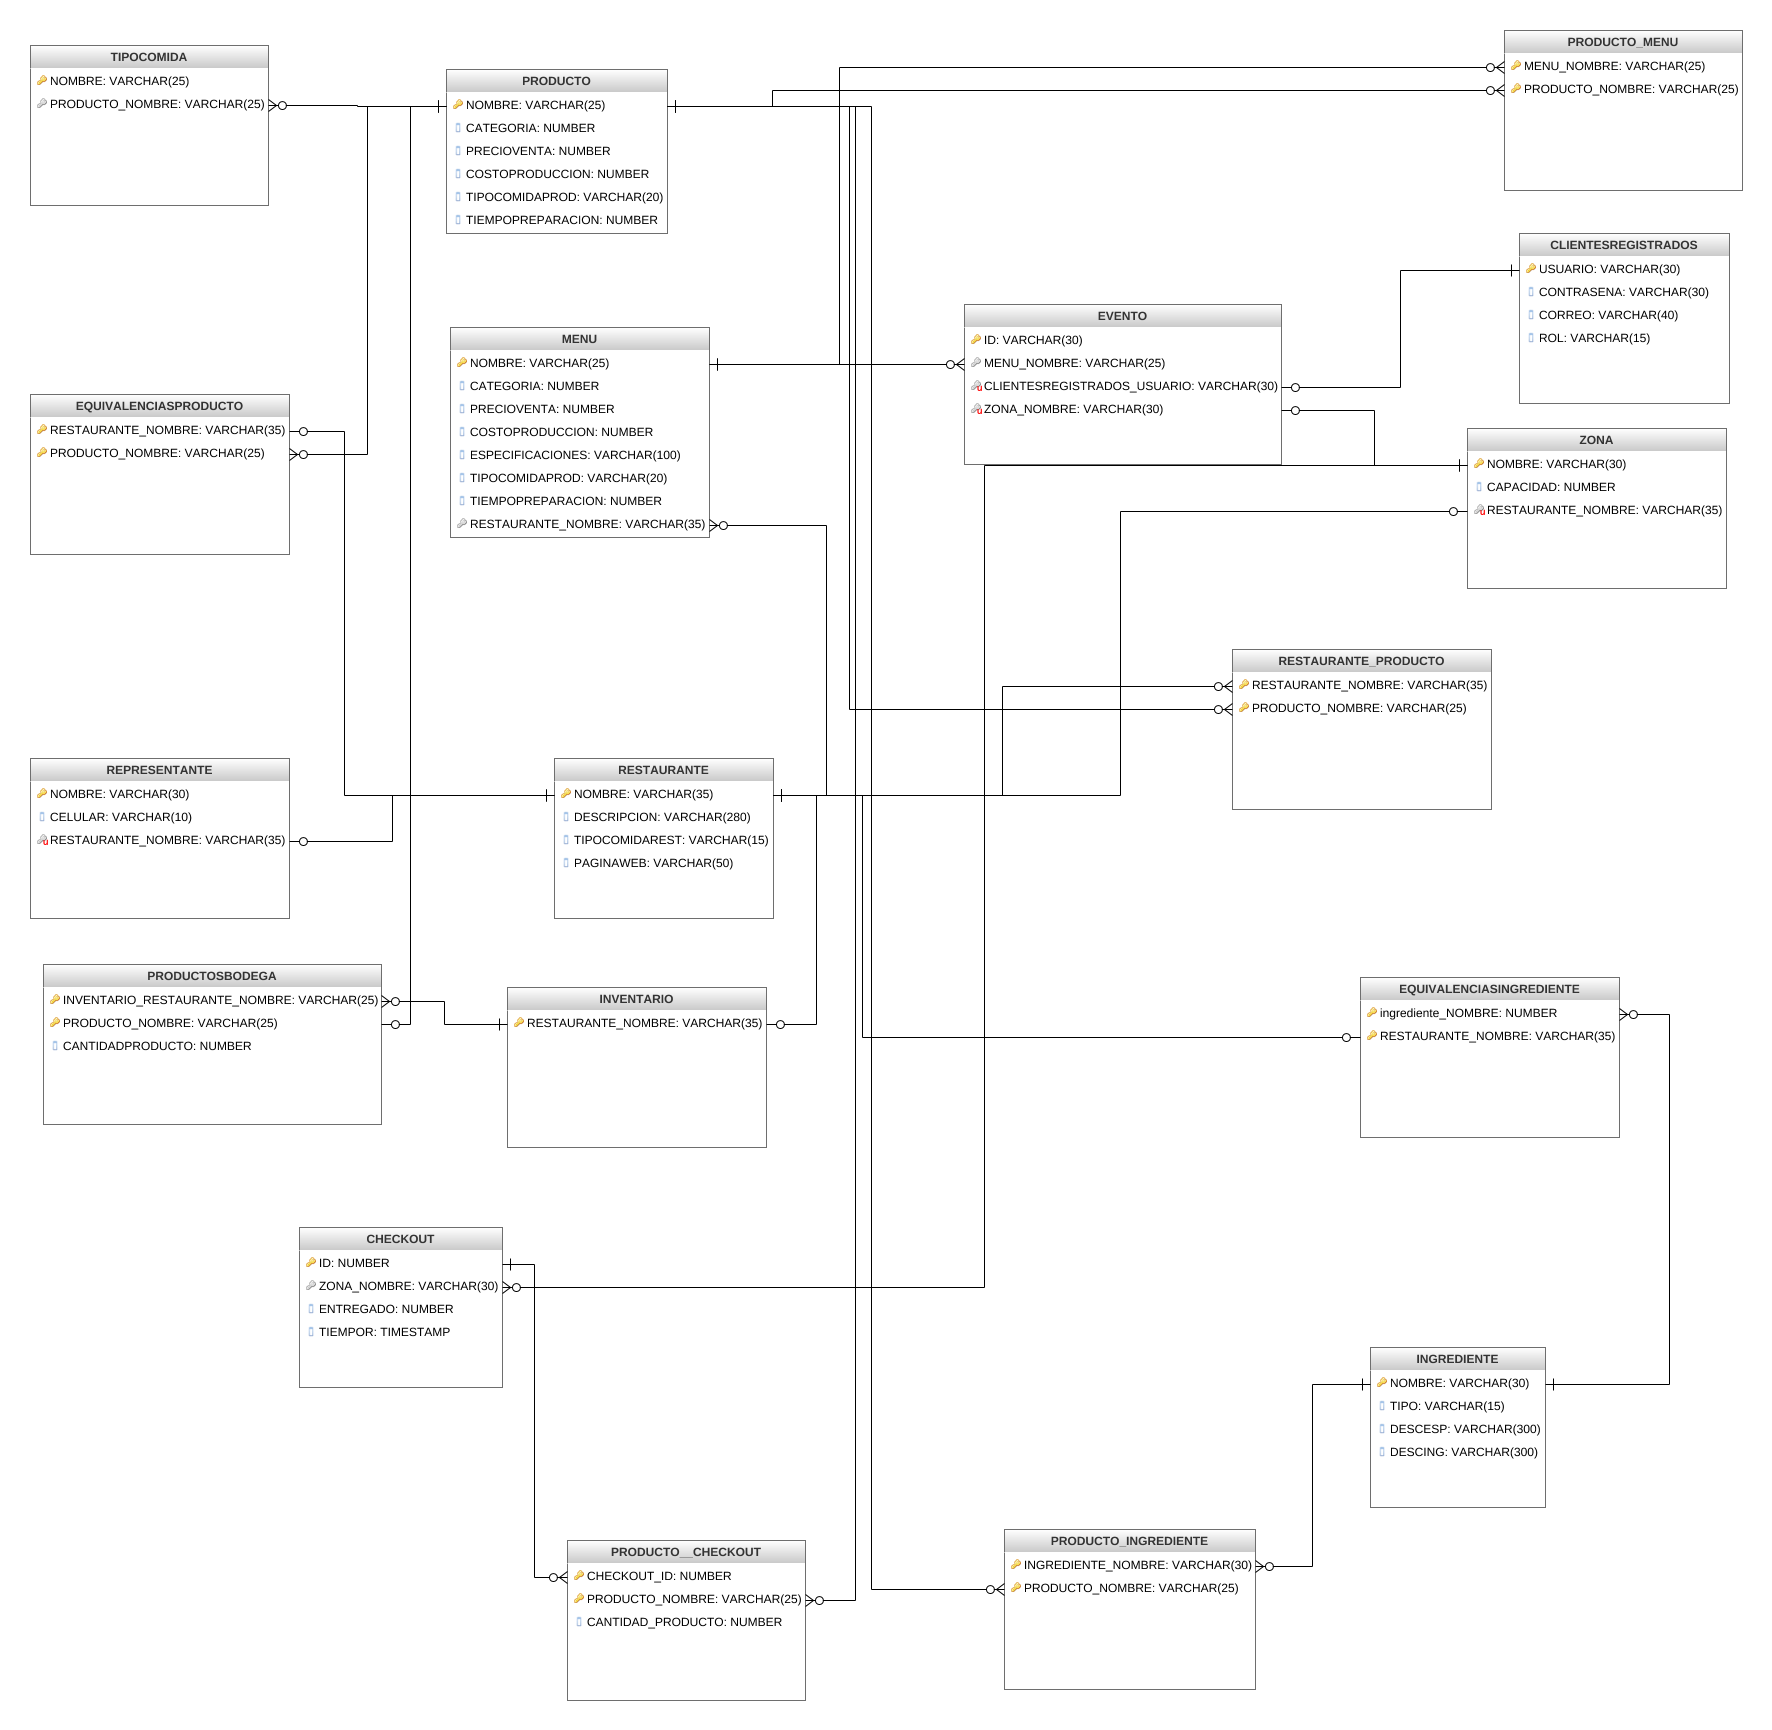 TIPOCOMIDA
NOMBRE: VARCHAR(25)
PRODUCTO_NOMBRE: VARCHAR(25)
PRODUCTO
NOMBRE: VARCHAR(25)
CATEGORIA: NUMBER
PRECIOVENTA: NUMBER
COSTOPRODUCCION: NUMBER
TIPOCOMIDAPROD: VARCHAR(20)
TIEMPOPREPARACION: NUMBER
PRODUCTO_MENU
MENU_NOMBRE: VARCHAR(25)
PRODUCTO_NOMBRE: VARCHAR(25)
CLIENTESREGISTRADOS
USUARIO: VARCHAR(30)
CONTRASENA: VARCHAR(30)
CORREO: VARCHAR(40)
ROL: VARCHAR(15)
EVENTO
ID: VARCHAR(30)
MENU_NOMBRE: VARCHAR(25)
CLIENTESREGISTRADOS_USUARIO: VARCHAR(30)
ZONA_NOMBRE: VARCHAR(30)
MENU
NOMBRE: VARCHAR(25)
CATEGORIA: NUMBER
PRECIOVENTA: NUMBER
COSTOPRODUCCION: NUMBER
ESPECIFICACIONES: VARCHAR(100)
TIPOCOMIDAPROD: VARCHAR(20)
TIEMPOPREPARACION: NUMBER
RESTAURANTE_NOMBRE: VARCHAR(35)
EQUIVALENCIASPRODUCTO
RESTAURANTE_NOMBRE: VARCHAR(35)
PRODUCTO_NOMBRE: VARCHAR(25)
ZONA
NOMBRE: VARCHAR(30)
CAPACIDAD: NUMBER
RESTAURANTE_NOMBRE: VARCHAR(35)
RESTAURANTE_PRODUCTO
RESTAURANTE_NOMBRE: VARCHAR(35)
PRODUCTO_NOMBRE: VARCHAR(25)
REPRESENTANTE
NOMBRE: VARCHAR(30)
CELULAR: VARCHAR(10)
RESTAURANTE_NOMBRE: VARCHAR(35)
RESTAURANTE
NOMBRE: VARCHAR(35)
DESCRIPCION: VARCHAR(280)
TIPOCOMIDAREST: VARCHAR(15)
PAGINAWEB: VARCHAR(50)
PRODUCTOSBODEGA
INVENTARIO_RESTAURANTE_NOMBRE: VARCHAR(25)
PRODUCTO_NOMBRE: VARCHAR(25)
CANTIDADPRODUCTO: NUMBER
INVENTARIO
RESTAURANTE_NOMBRE: VARCHAR(35)
EQUIVALENCIASINGREDIENTE
ingrediente_NOMBRE: NUMBER
RESTAURANTE_NOMBRE: VARCHAR(35)
CHECKOUT
ID: NUMBER
ZONA_NOMBRE: VARCHAR(30)
ENTREGADO: NUMBER
TIEMPOR: TIMESTAMP
INGREDIENTE
NOMBRE: VARCHAR(30)
TIPO: VARCHAR(15)
DESCESP: VARCHAR(300)
DESCING: VARCHAR(300)
PRODUCTO__CHECKOUT
CHECKOUT_ID: NUMBER
PRODUCTO_NOMBRE: VARCHAR(25)
CANTIDAD_PRODUCTO: NUMBER
PRODUCTO_INGREDIENTE
INGREDIENTE_NOMBRE: VARCHAR(30)
PRODUCTO_NOMBRE: VARCHAR(25)